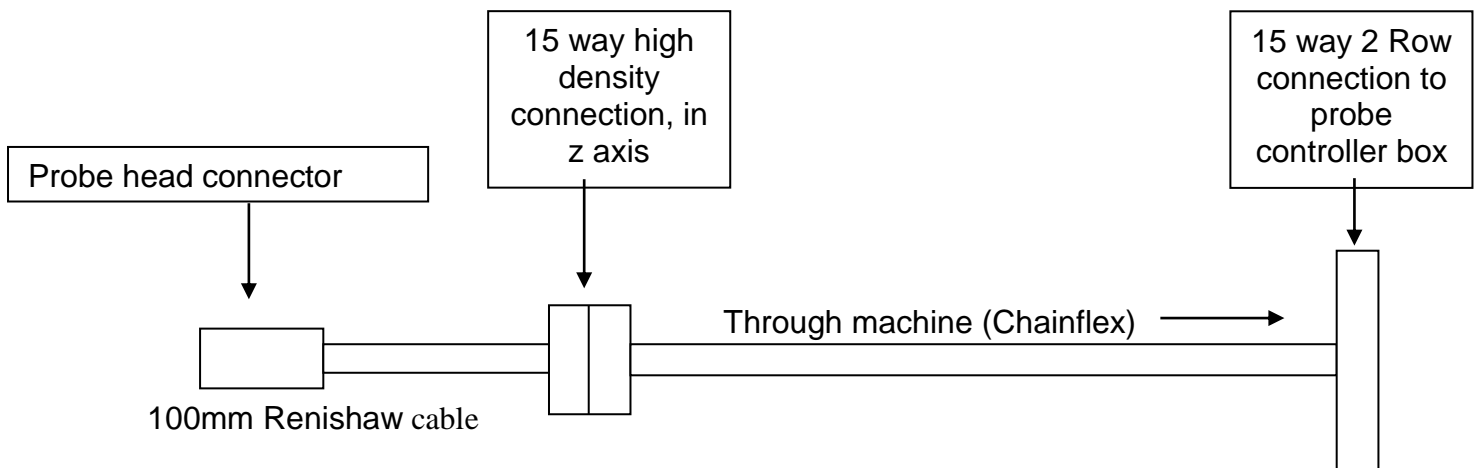 15 way high
density
connection, in
z axis
15 way 2 Row
connection to
probe
controller box
Probe head connector
Through machine (Chainflex)
100mm Renishaw cable